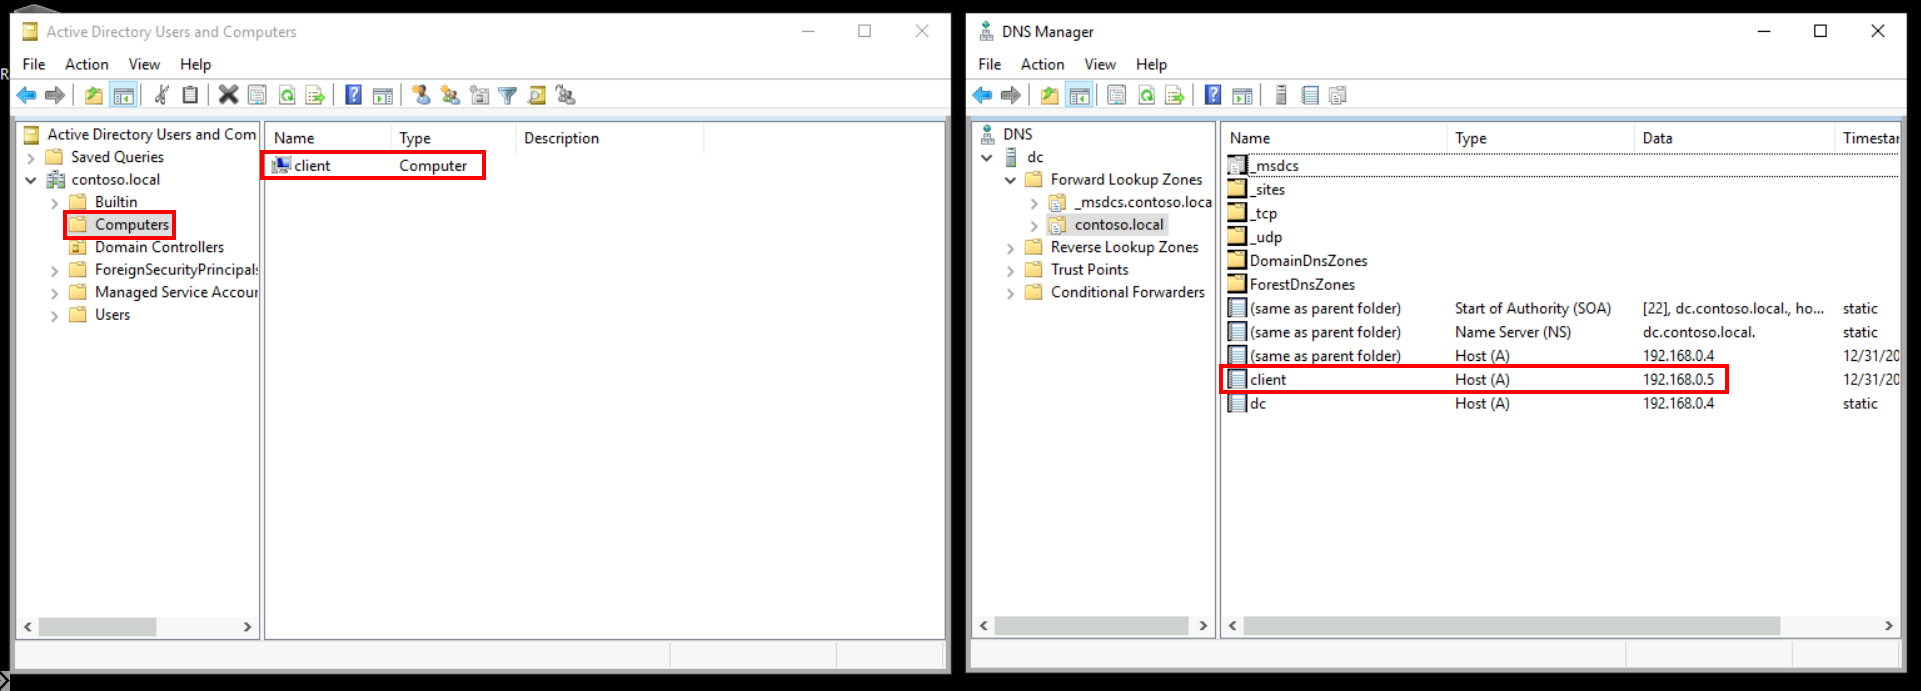 Active Directory Users and Computers
File Action View Help
Active Directory Users and Com
Saved Queries
contoso.local
Builtin
Computers
Domain Controllers
ForeignSecurityPrincipals
Managed Service Accour
Users
Name Type Description
client Computer
DNS Manager
File Action View Help
DNS
dc
Forward Lookup Zones
_msdcs.contoso.loca
contoso.local
Reverse Lookup Zones
Trust Points
Conditional Forwarders
Name Type Data Timestar
_msdcs
_sites
_tcp
_udp
DomainDnsZones
ForestDnsZones
(same as parent folder) Start of Authority (SOA) [22], dc.contoso.local., ho... static
(same as parent folder) Name Server (NS) dc.contoso.local. static
(same as parent folder) Host (A) 192.168.0.4 12/31/20
client Host (A) 192.168.0.5 12/31/20
dc Host (A) 192.168.0.4 static